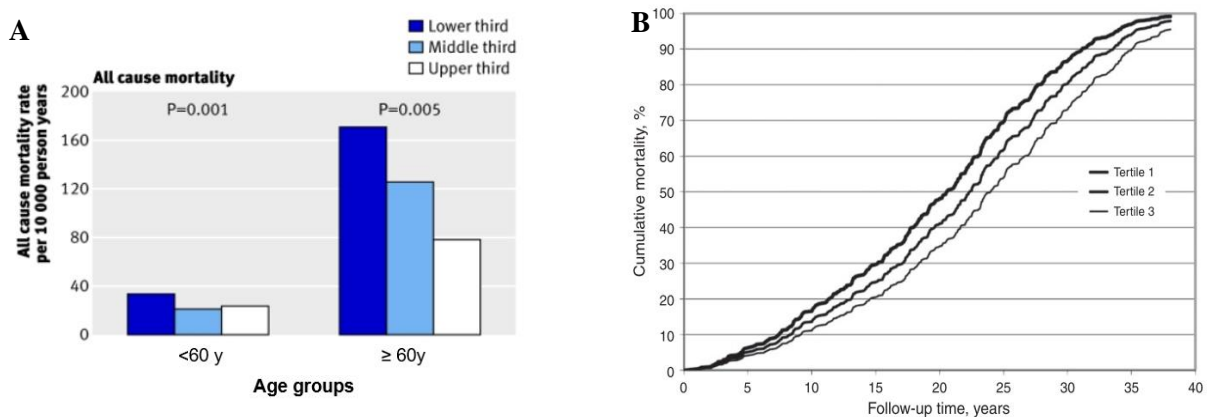 A
Lower third
Middle third
Upper third
All cause mortality
All cause mortality rate
per 10 000 person years
200
160
120
80
40
0
P=0.001
P=0.005
<60 y
≥ 60y
Age groups
B
Cumulative mortality, %
100
90
80
70
60
50
40
30
20
10
0
Tertile 1
Tertile 2
Tertile 3
0
5
10
15
20
25
30
35
40
Follow-up time, years